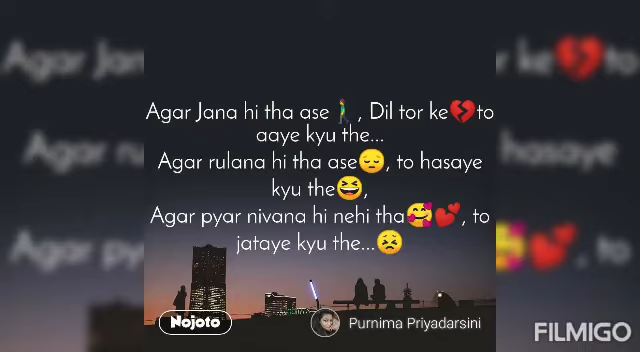 Agar Jana hi tha ase🚶‍♂️, Dil tor ke💔to
aaye kyu the...
Agar rulana hi tha ase😔, to hasaye
kyu the😆,
Agar pyar nivana hi nehi tha🥰💕, to
jataye kyu the...😣
Nojoto
Purnima Priyadarsini
FILMIGO